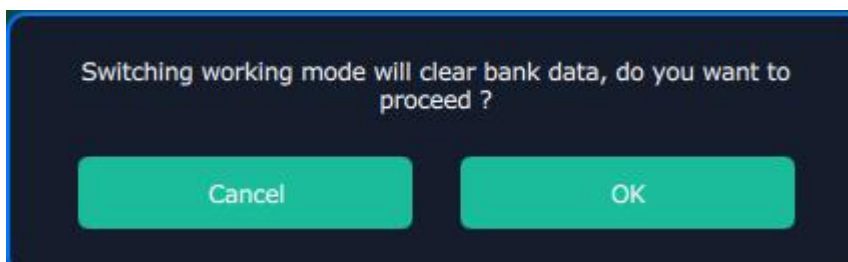 Switching working mode will clear bank data, do you want to
proceed ?
Cancel
OK